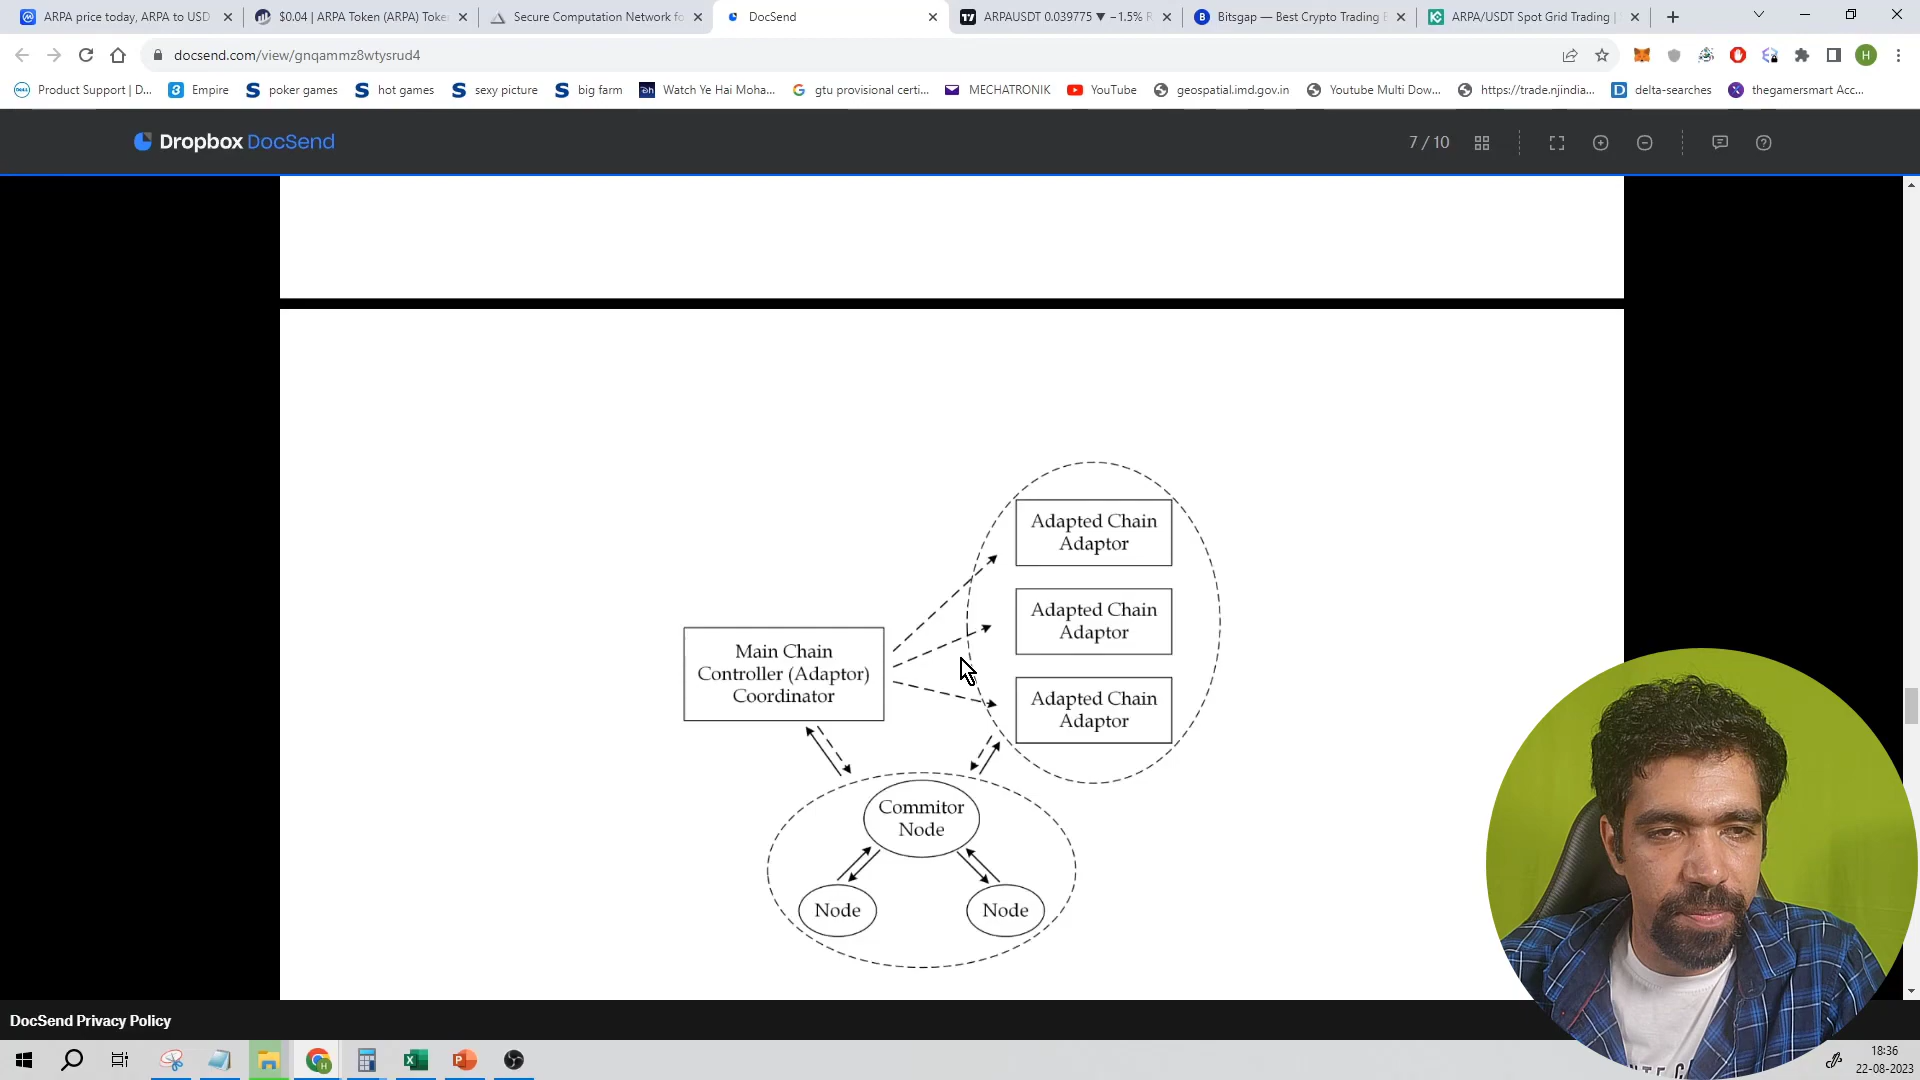 ARPA price today, ARPA to USD
$0.04 | ARPA Token (ARPA) Toke
Secure Computation Network fo
DocSend
ARPAUSDT 0.039775 ▼ −1.5%
Bitsgap — Best Crypto Trading
ARPA/USDT Spot Grid Trading |
docsend.com/view/gnqammz8wtysrud4
H
Product Support | D...
Empire
poker games
hot games
sexy picture
big farm
Watch Ye Hai Moha...
gtu provisional certi...
MECHATRONIK
YouTube
geospatial.imd.gov.in
Youtube Multi Dow...
https://trade.njindia...
delta-searches
thegamersmart Acc...
Dropbox DocSend
7 / 10
Adapted Chain
Adaptor
Adapted Chain
Adaptor
Adapted Chain
Adaptor
Main Chain
Controller (Adaptor)
Coordinator
Commitor
Node
Node
Node
DocSend Privacy Policy
18:36
22-08-2023